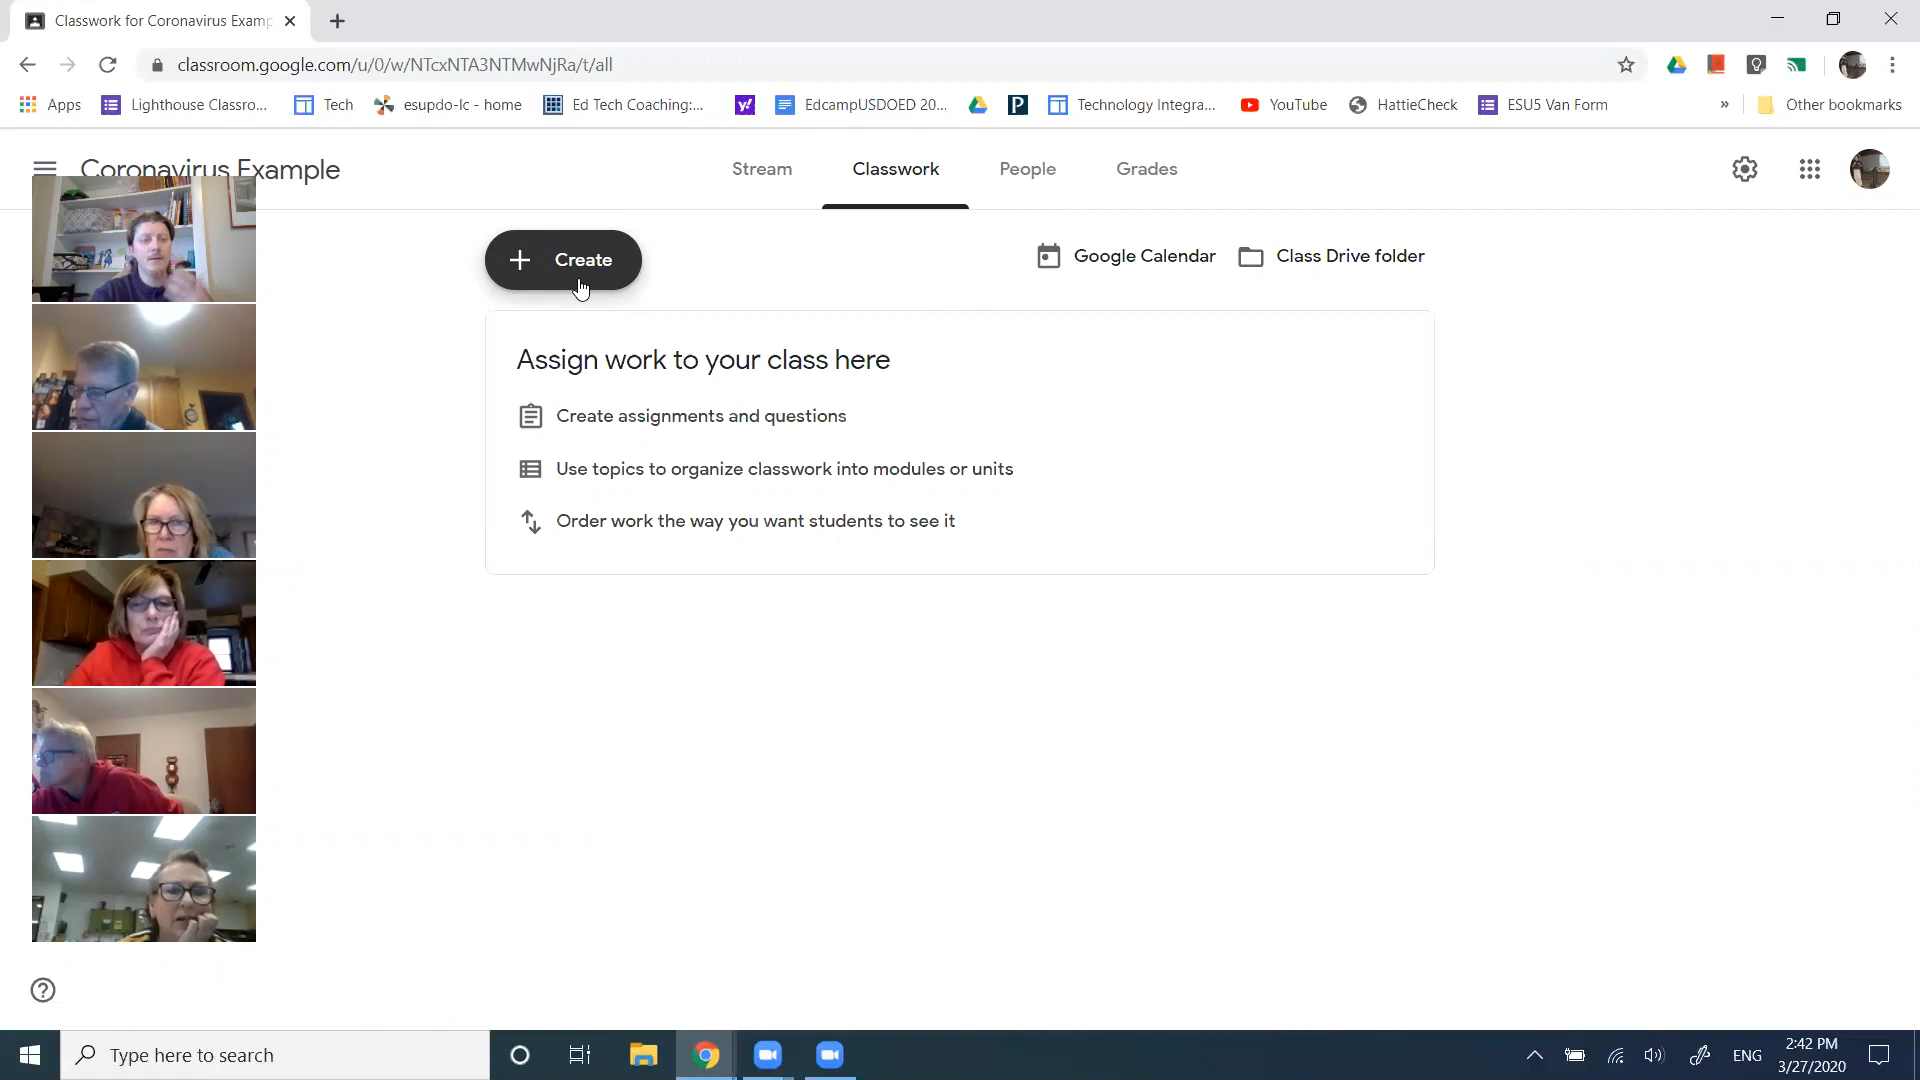 Classwork for Coronavirus Examp
classroom.google.com/u/0/w/NTcxNTA3NTMwNjRa/t/all
Apps Lighthouse Classro... Tech esupdo-lc - home Ed Tech Coaching:... y! EdcampUSDOED 20... P Technology Integra... YouTube HattieCheck ESU5 Van Form » Other bookmarks
Coronavirus Example Stream Classwork People Grades
Create Google Calendar Class Drive folder
Assign work to your class here
Create assignments and questions
Use topics to organize classwork into modules or units
Order work the way you want students to see it
Type here to search ENG 2:42 PM
3/27/2020